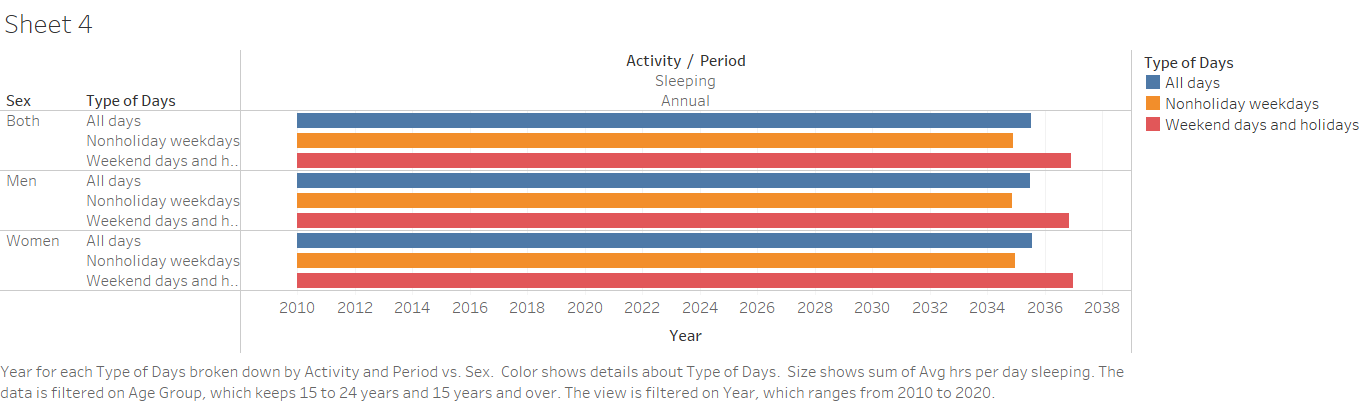 Sheet 4
Activity / Period
Sleeping
Sex Type of Days Annual
Both All days
Nonholiday weekdays
Weekend days and h..
Men All days
Nonholiday weekdays
Weekend days and h..
Women All days
Nonholiday weekdays
Weekend days and h..
2010 2012 2014 2016 2018 2020 2022 2024 2026 2028 2030 2032 2034 2036 2038
Year
Type of Days
All days
Nonholiday weekdays
Weekend days and holidays
Year for each Type of Days broken down by Activity and Period vs. Sex. Color shows details about Type of Days. Size shows sum of Avg hrs per day sleeping. The
data is filtered on Age Group, which keeps 15 to 24 years and 15 years and over. The view is filtered on Year, which ranges from 2010 to 2020.